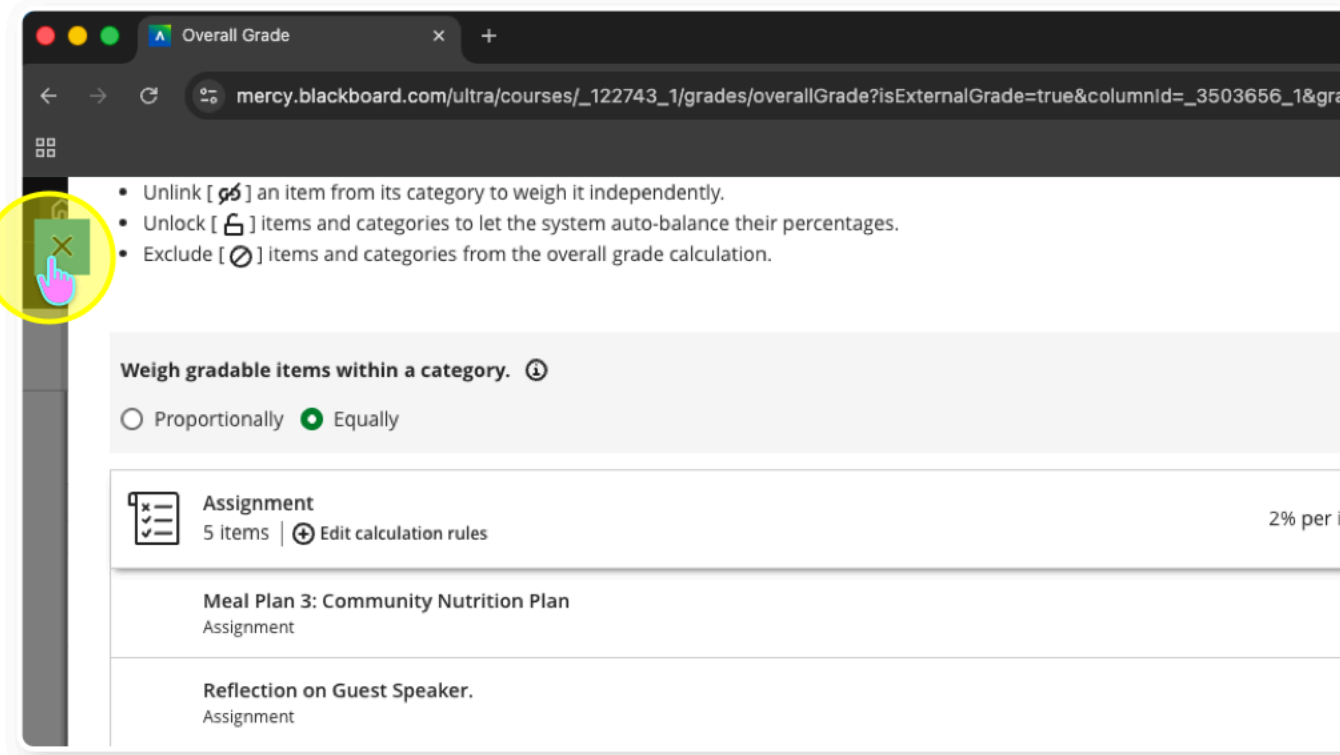 Overall Grade
mercy.blackboard.com/ultra/courses/_122743_1/grades/overallGrade?isExternalGrade=true&columnId=_3503656_1&gra
• Unlink [ ] an item from its category to weigh it independently.
• Unlock [ ] items and categories to let the system auto-balance their percentages.
• Exclude [ ] items and categories from the overall grade calculation.
Weigh gradable items within a category.
Proportionally Equally
Assignment
5 items | Edit calculation rules
2% per i
Meal Plan 3: Community Nutrition Plan
Assignment
Reflection on Guest Speaker.
Assignment